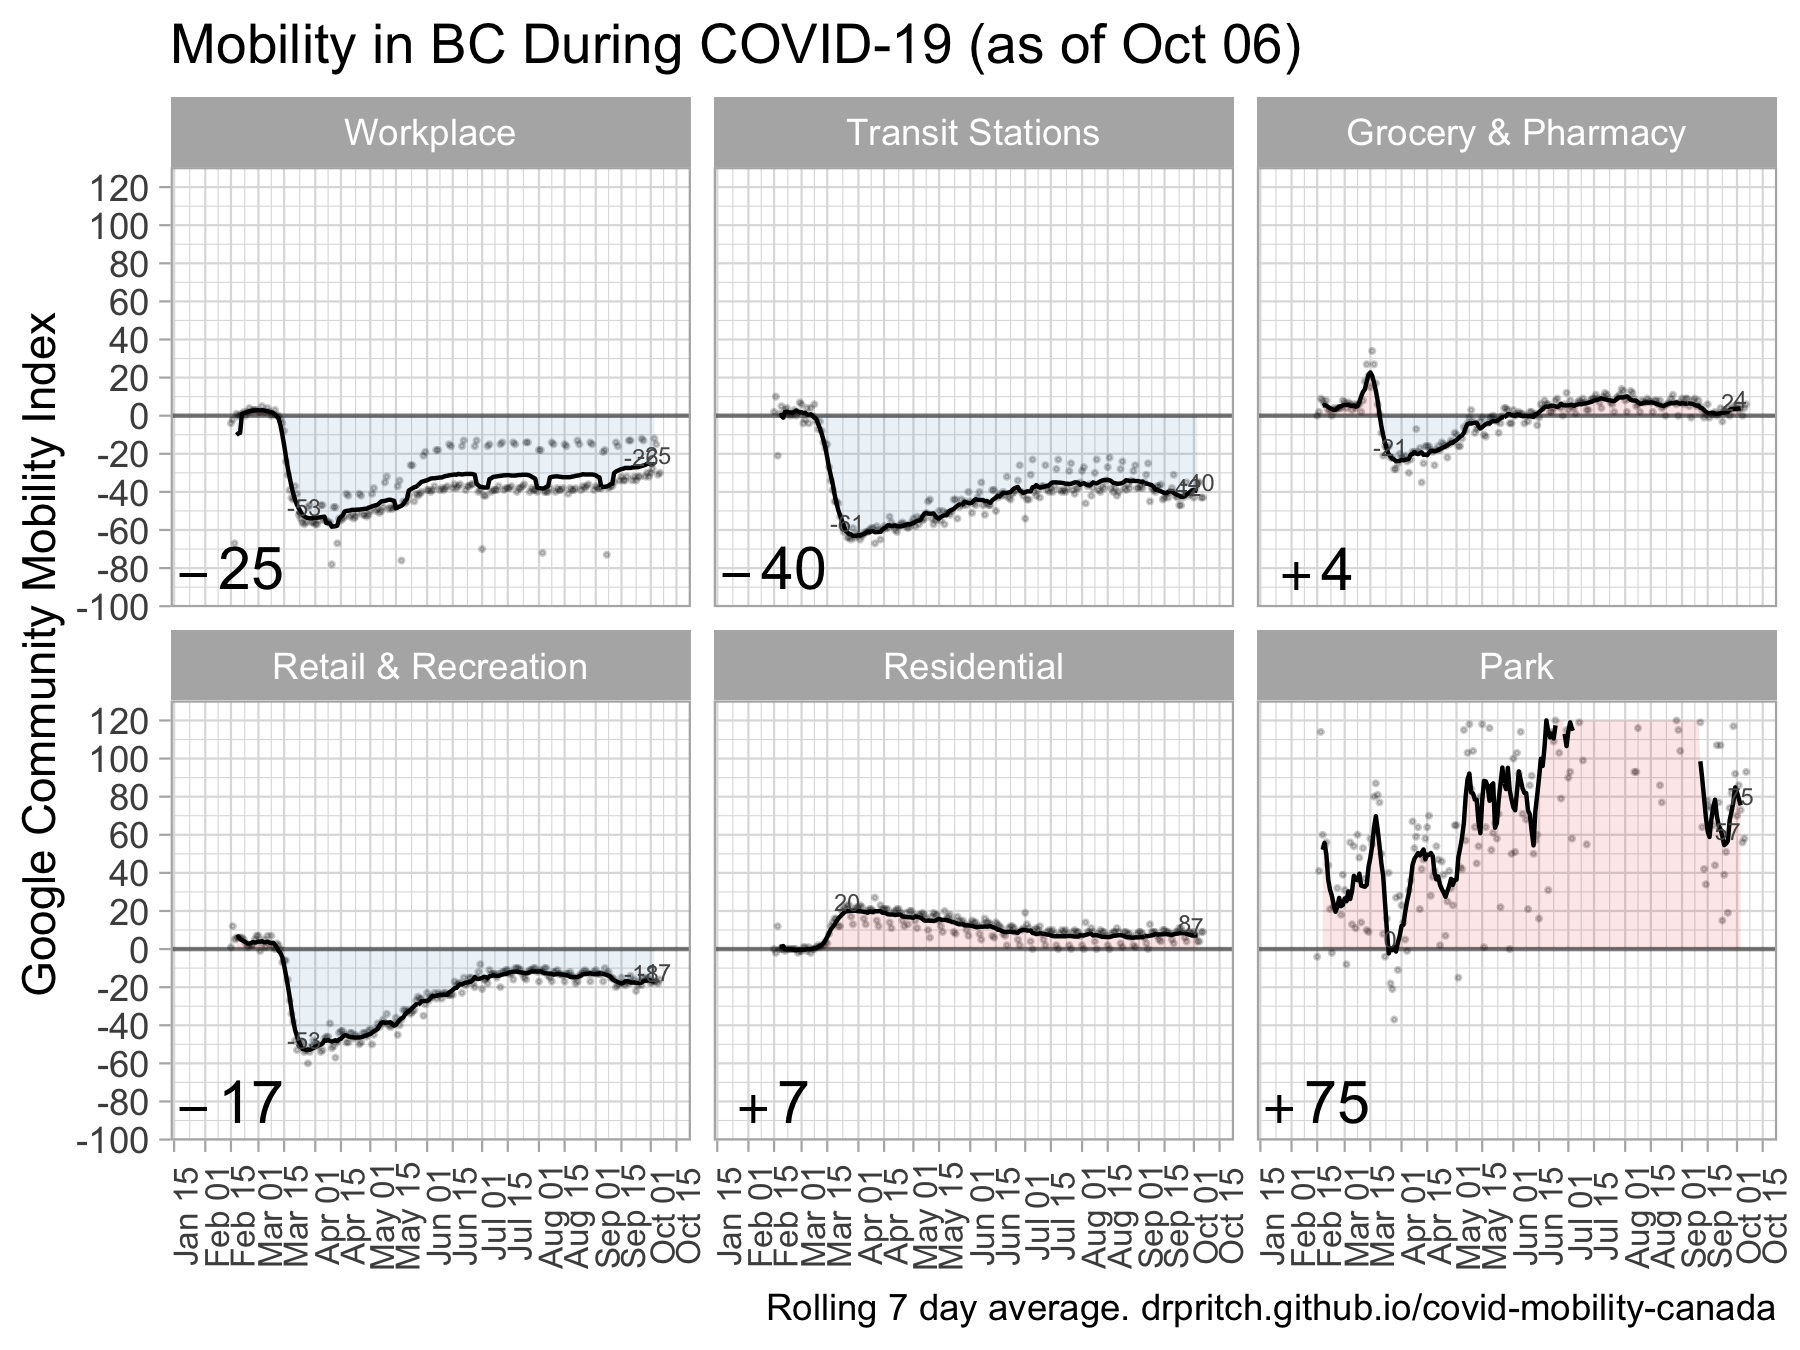 Mobility in BC During COVID-19 (as of Oct 06)
Google Community Mobility Index
Workplace
Transit Stations
Grocery & Pharmacy
120
100
80
60
40
20
0
-20
-40
-60
-80
-100
-53
−25
-61
−40
-21
+4
Retail & Recreation
Residential
Park
120
100
80
60
40
20
0
-20
-40
-60
-80
-100
-53
−17
20
+7
75
57
0
+75
Jan 15
Feb 01
Feb 15
Mar 01
Mar 15
Apr 01
Apr 15
May 01
May 15
Jun 01
Jun 15
Jul 01
Jul 15
Aug 01
Aug 15
Sep 01
Sep 15
Oct 01
Oct 15
Jan 15
Feb 01
Feb 15
Mar 01
Mar 15
Apr 01
Apr 15
May 01
May 15
Jun 01
Jun 15
Jul 01
Jul 15
Aug 01
Aug 15
Sep 01
Sep 15
Oct 01
Oct 15
Jan 15
Feb 01
Feb 15
Mar 01
Mar 15
Apr 01
Apr 15
May 01
May 15
Jun 01
Jun 15
Jul 01
Jul 15
Aug 01
Aug 15
Sep 01
Sep 15
Oct 01
Oct 15
Rolling 7 day average. drpritch.github.io/covid-mobility-canada